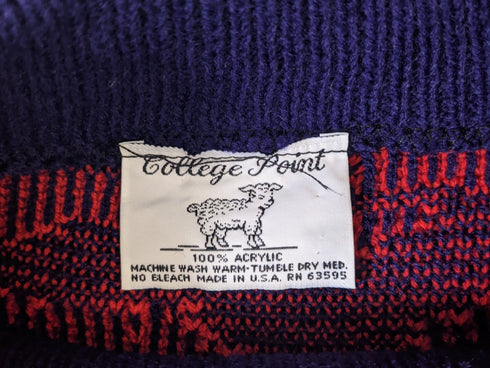 College Point
100% ACRYLIC
MACHINE WASH WARM-TUMBLE DRY MED.
NO BLEACH MADE IN U.S.A. RN 63595